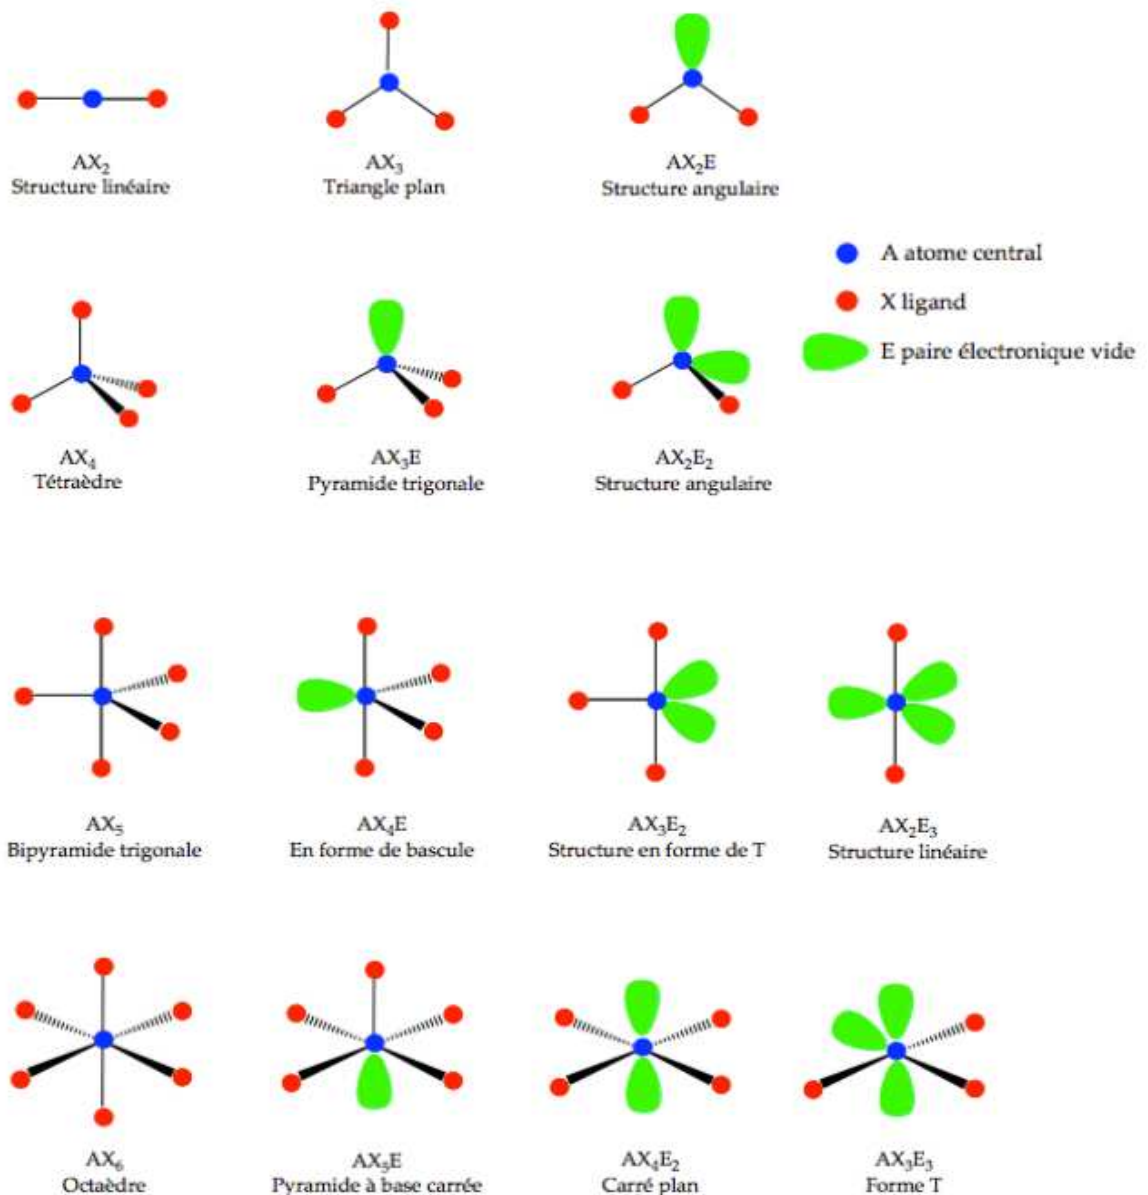 AX₂
Structure linéaire
AX₃
Triangle plan
AX₂E
Structure angulaire
A atome central
X ligand
E paire électronique vide
AX₄
Tétraèdre
AX₃E
Pyramide trigonale
AX₂E₂
Structure angulaire
AX₅
Bipyramide trigonale
AX₄E
En forme de bascule
AX₃E₂
Structure en forme de T
AX₂E₃
Structure linéaire
AX₆
Octaèdre
AX₅E
Pyramide à base carrée
AX₄E₂
Carré plan
AX₃E₃
Forme T